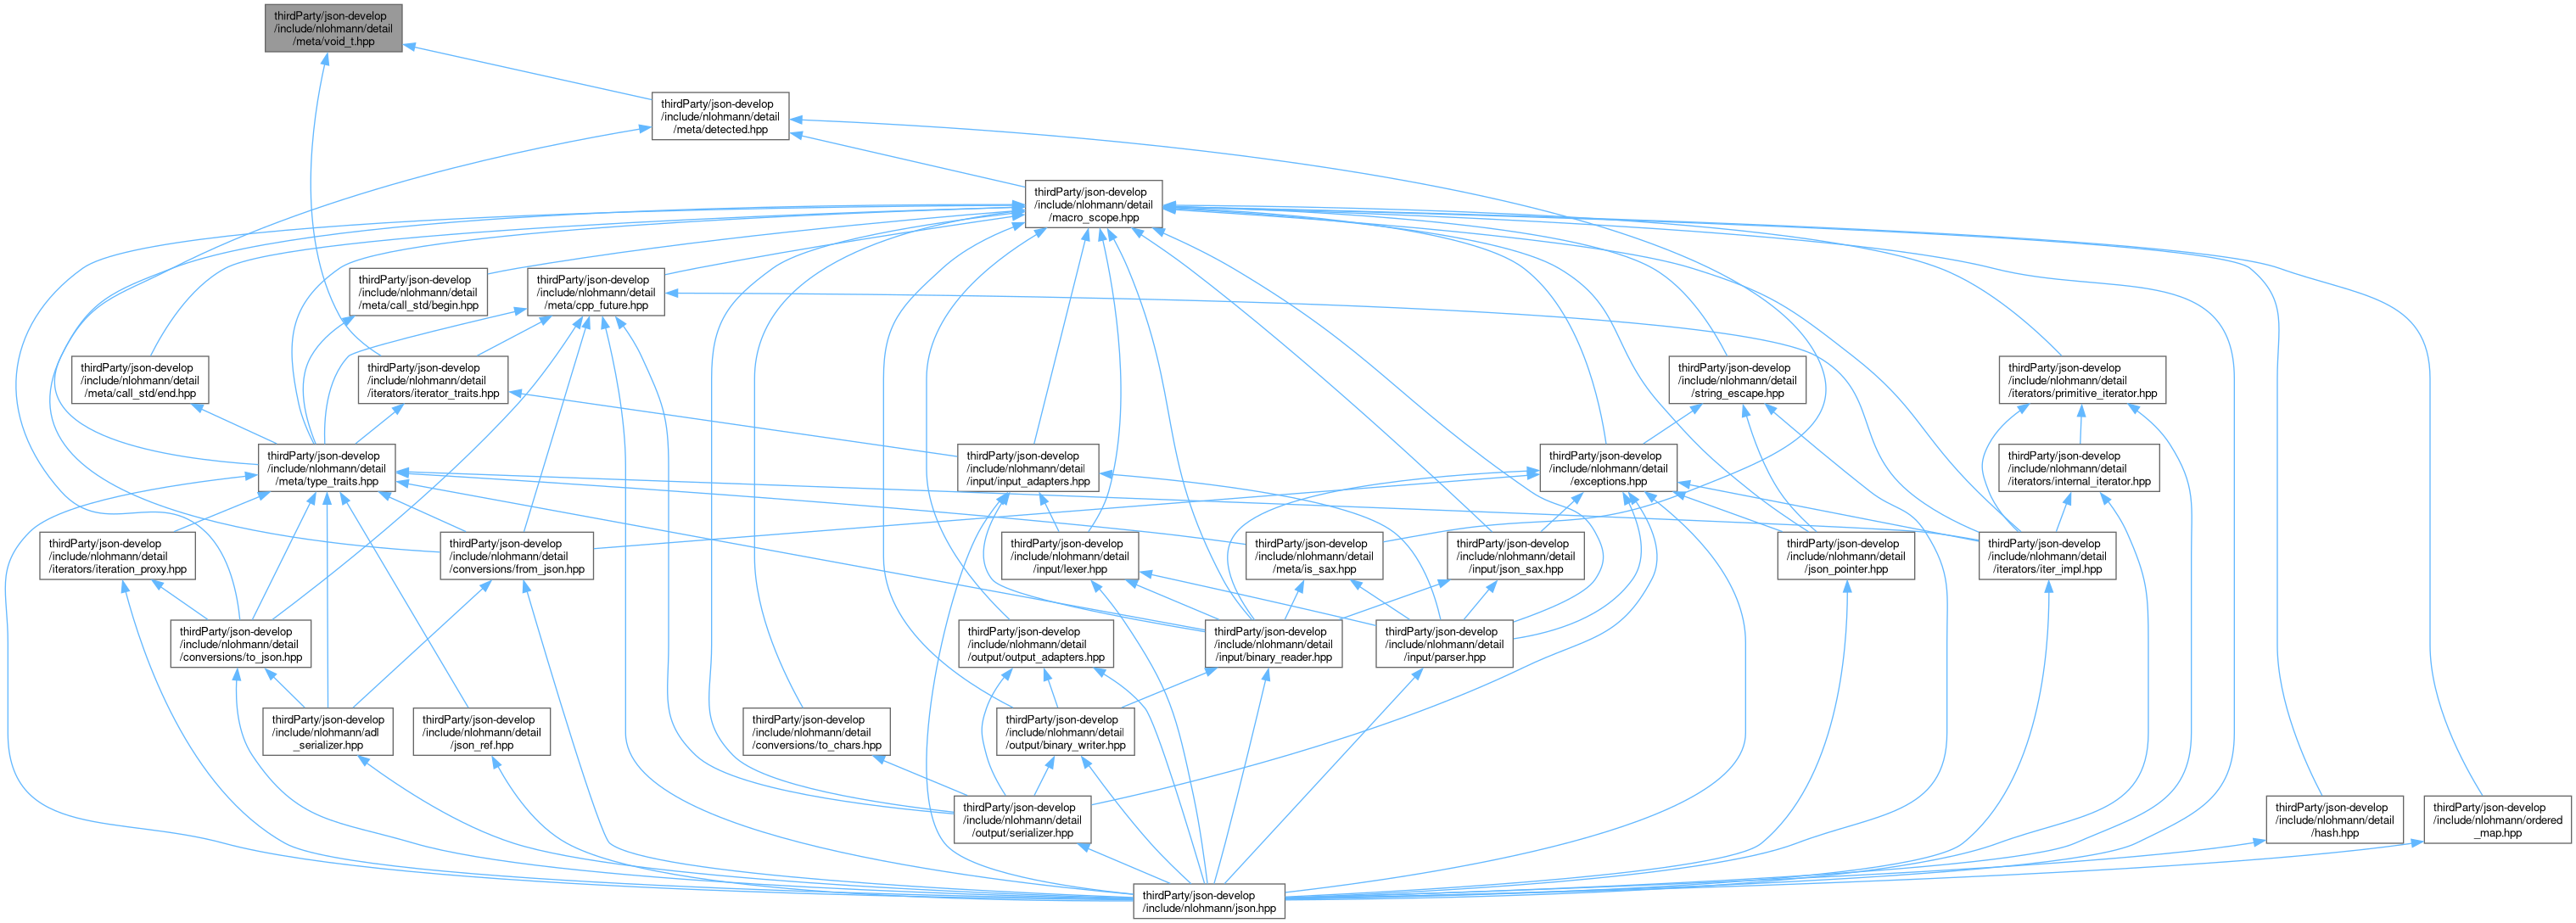 thirdParty/json-develop
/include/nlohmann/detail
/meta/void_t.hpp
thirdParty/json-develop
/include/nlohmann/detail
/meta/detected.hpp
thirdParty/json-develop
/include/nlohmann/detail
/macro_scope.hpp
thirdParty/json-develop
/include/nlohmann/detail
/meta/call_std/begin.hpp
thirdParty/json-develop
/include/nlohmann/detail
/meta/cpp_future.hpp
thirdParty/json-develop
/include/nlohmann/detail
/meta/call_std/end.hpp
thirdParty/json-develop
/include/nlohmann/detail
/iterators/iterator_traits.hpp
thirdParty/json-develop
/include/nlohmann/detail
/string_escape.hpp
thirdParty/json-develop
/include/nlohmann/detail
/iterators/primitive_iterator.hpp
thirdParty/json-develop
/include/nlohmann/detail
/meta/type_traits.hpp
thirdParty/json-develop
/include/nlohmann/detail
/input/input_adapters.hpp
thirdParty/json-develop
/include/nlohmann/detail
/exceptions.hpp
thirdParty/json-develop
/include/nlohmann/detail
/iterators/internal_iterator.hpp
thirdParty/json-develop
/include/nlohmann/detail
/iterators/iteration_proxy.hpp
thirdParty/json-develop
/include/nlohmann/detail
/conversions/from_json.hpp
thirdParty/json-develop
/include/nlohmann/detail
/input/lexer.hpp
thirdParty/json-develop
/include/nlohmann/detail
/meta/is_sax.hpp
thirdParty/json-develop
/include/nlohmann/detail
/input/json_sax.hpp
thirdParty/json-develop
/include/nlohmann/detail
/json_pointer.hpp
thirdParty/json-develop
/include/nlohmann/detail
/iterators/iter_impl.hpp
thirdParty/json-develop
/include/nlohmann/detail
/conversions/to_json.hpp
thirdParty/json-develop
/include/nlohmann/detail
/output/output_adapters.hpp
thirdParty/json-develop
/include/nlohmann/detail
/input/binary_reader.hpp
thirdParty/json-develop
/include/nlohmann/detail
/input/parser.hpp
thirdParty/json-develop
/include/nlohmann/adl
_serializer.hpp
thirdParty/json-develop
/include/nlohmann/detail
/json_ref.hpp
thirdParty/json-develop
/include/nlohmann/detail
/conversions/to_chars.hpp
thirdParty/json-develop
/include/nlohmann/detail
/output/binary_writer.hpp
thirdParty/json-develop
/include/nlohmann/detail
/output/serializer.hpp
thirdParty/json-develop
/include/nlohmann/detail
/hash.hpp
thirdParty/json-develop
/include/nlohmann/ordered
_map.hpp
thirdParty/json-develop
/include/nlohmann/json.hpp